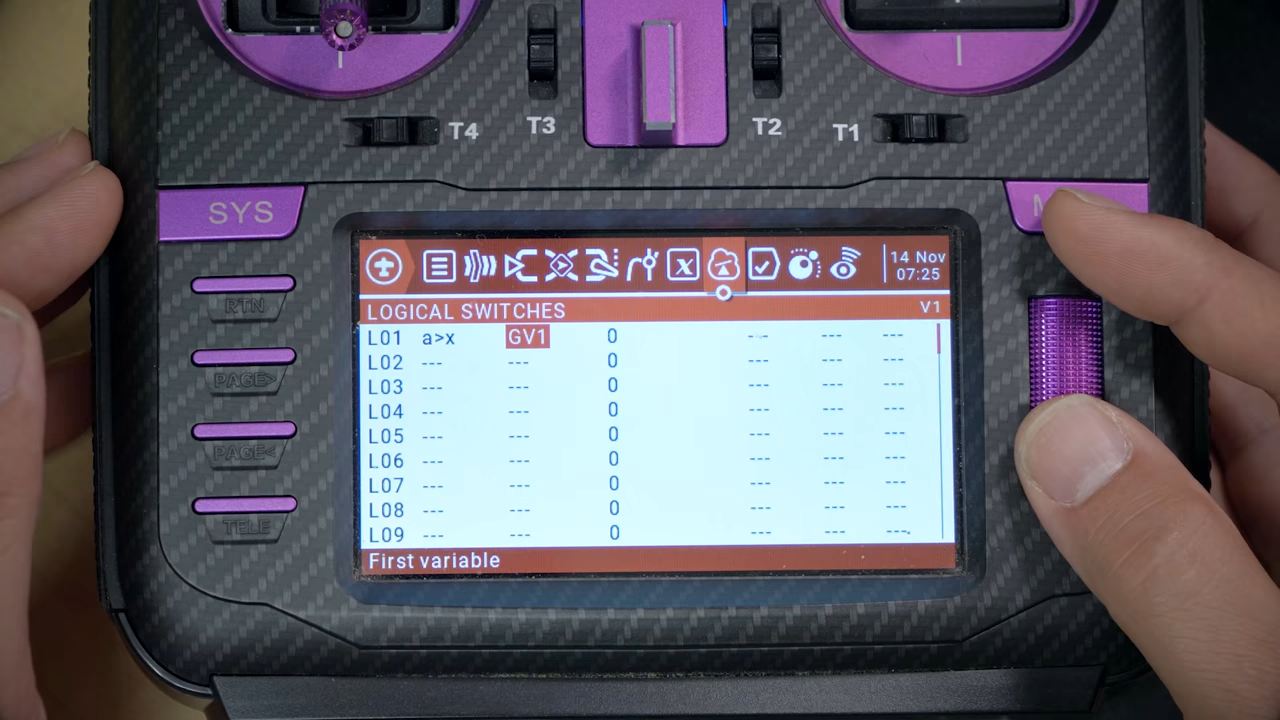 T4
T3
T2
T1
SYS
M
RTN
PAGE>
PAGE<
TELE
14 Nov
07:25
LOGICAL SWITCHES V1
L01 a>x GV1 0 --- --- ---
L02 --- --- 0 --- --- ---
L03 --- --- 0 --- --- ---
L04 --- --- 0 --- --- ---
L05 --- --- 0 --- --- ---
L06 --- --- 0 --- --- ---
L07 --- --- 0 --- --- ---
L08 --- --- 0 --- --- ---
L09 --- --- 0 --- --- ---
First variable